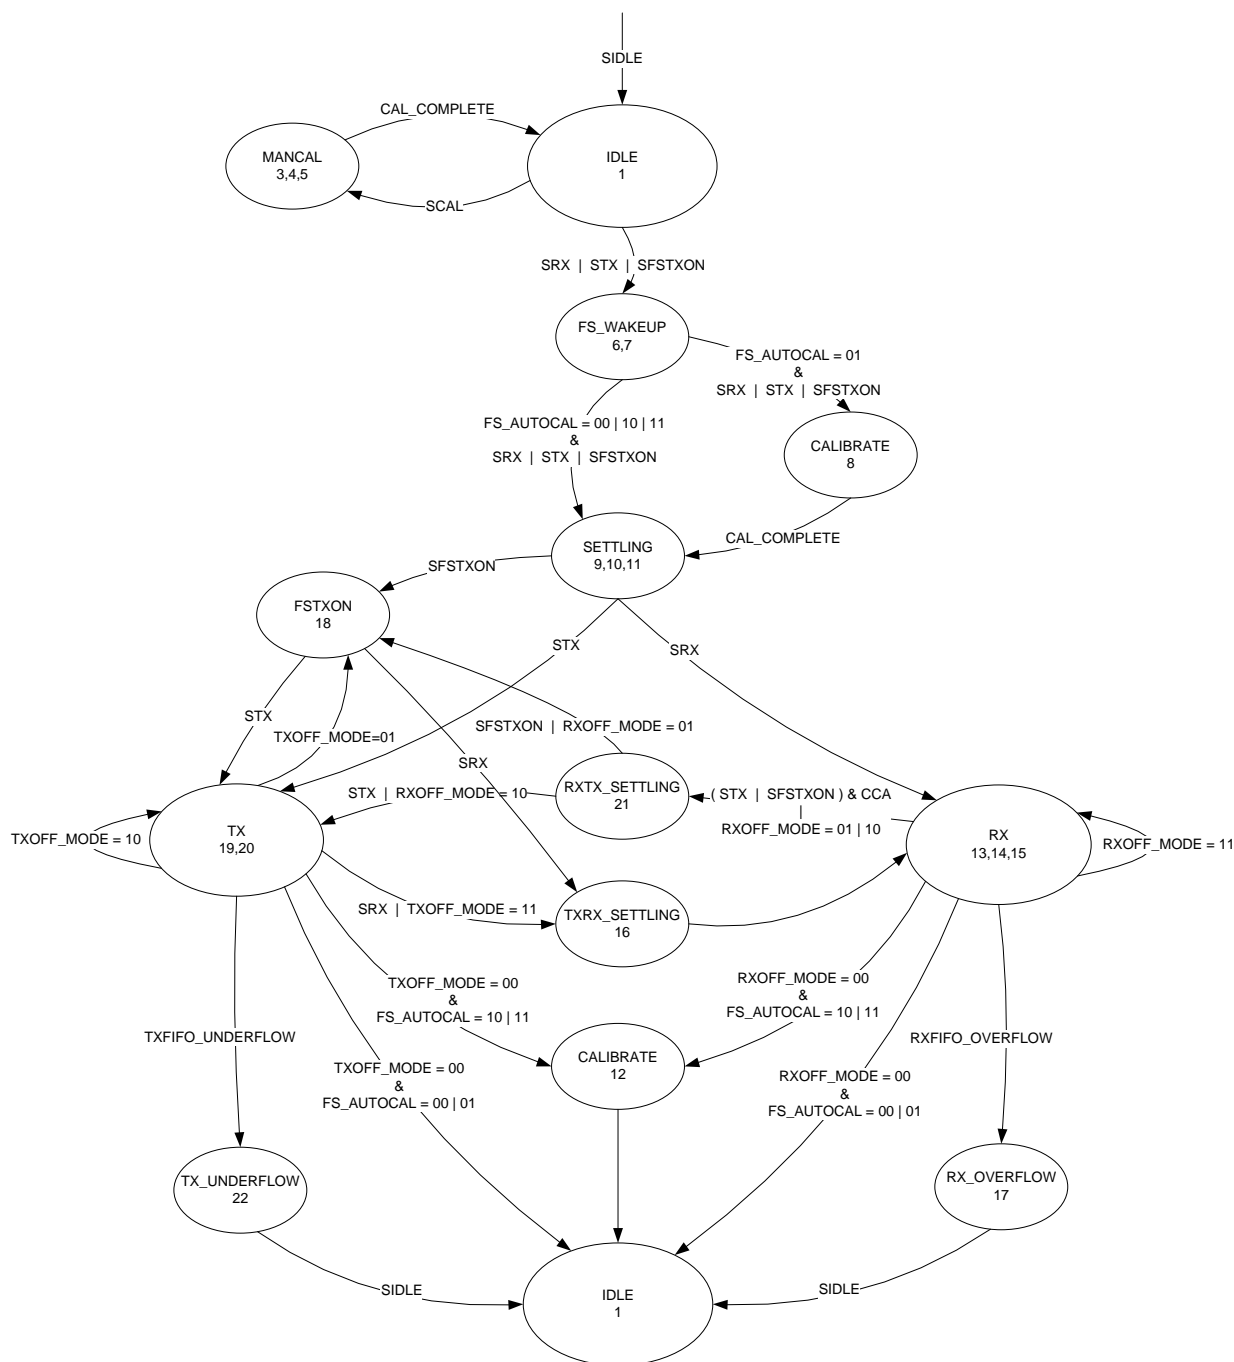 SIDLE
CAL_COMPLETE
MANCAL
3,4,5
IDLE
1
SCAL
SRX | STX | SFSTXON
FS_WAKEUP
6,7
FS_AUTOCAL = 01
&
SRX | STX | SFSTXON
FS_AUTOCAL = 00 | 10 | 11
&
SRX | STX | SFSTXON
CALIBRATE
8
CAL_COMPLETE
SETTLING
9,10,11
SFSTXON
FSTXON
18
STX
SRX
STX
TXOFF_MODE=01
SFSTXON | RXOFF_MODE = 01
SRX
RXTX_SETTLING
21
STX | RXOFF_MODE = 10
( STX | SFSTXON ) & CCA
|
RXOFF_MODE = 01 | 10
TXOFF_MODE = 10
TX
19,20
RX
13,14,15
RXOFF_MODE = 11
SRX | TXOFF_MODE = 11
TXRX_SETTLING
16
TXOFF_MODE = 00
&
FS_AUTOCAL = 10 | 11
RXOFF_MODE = 00
&
FS_AUTOCAL = 10 | 11
TXFIFO_UNDERFLOW
RXFIFO_OVERFLOW
CALIBRATE
12
TXOFF_MODE = 00
&
FS_AUTOCAL = 00 | 01
RXOFF_MODE = 00
&
FS_AUTOCAL = 00 | 01
TX_UNDERFLOW
22
RX_OVERFLOW
17
SIDLE
SIDLE
IDLE
1